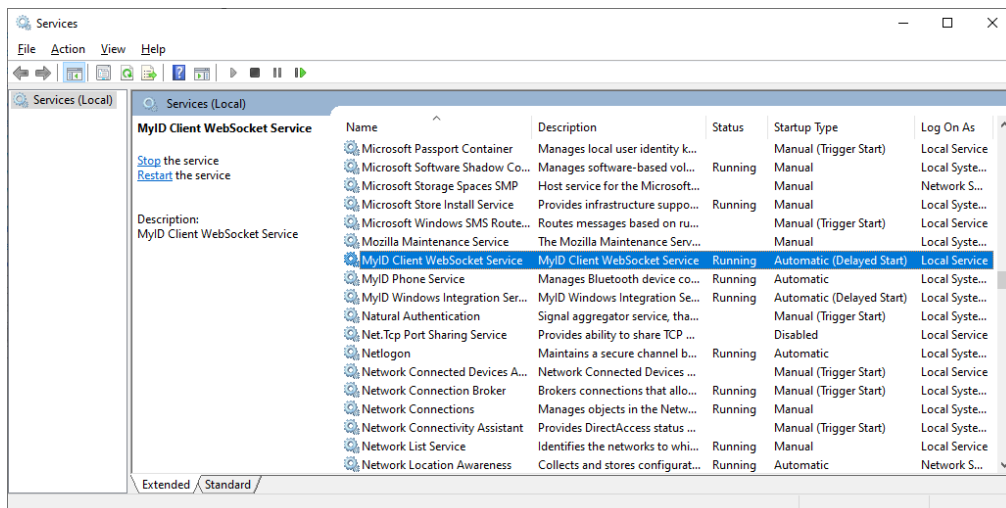 Services
File Action View Help
Services (Local)
Services (Local)
MyID Client WebSocket Service
Stop the service
Restart the service
Description:
MyID Client WebSocket Service
Name Description Status Startup Type Log On As
Microsoft Passport Container Manages local user identity k... Manual (Trigger Start) Local Service
Microsoft Software Shadow Co... Manages software-based vol... Running Manual Local Syste...
Microsoft Storage Spaces SMP Host service for the Microsoft... Manual Network S...
Microsoft Store Install Service Provides infrastructure suppo... Running Manual Local Syste...
Microsoft Windows SMS Route... Routes messages based on ru... Manual (Trigger Start) Local Service
Mozilla Maintenance Service The Mozilla Maintenance Serv... Manual Local Syste...
MyID Client WebSocket Service MyID Client WebSocket Service Running Automatic (Delayed Start) Local Service
MyID Phone Service Manages Bluetooth device co... Running Automatic Local Syste...
MyID Windows Integration Ser... MyID Windows Integration Se... Running Automatic (Delayed Start) Local Syste...
Natural Authentication Signal aggregator service, tha... Manual (Trigger Start) Local Syste...
Net.Tcp Port Sharing Service Provides ability to share TCP ... Disabled Local Service
Netlogon Maintains a secure channel b... Running Automatic Local Syste...
Network Connected Devices A... Network Connected Devices ... Manual (Trigger Start) Local Service
Network Connection Broker Brokers connections that allo... Running Manual (Trigger Start) Local Syste...
Network Connections Manages objects in the Netw... Running Manual Local Syste...
Network Connectivity Assistant Provides DirectAccess status ... Manual (Trigger Start) Local Syste...
Network List Service Identifies the networks to whi... Running Manual Local Service
Network Location Awareness Collects and stores configurat... Running Automatic Network S...
Extended Standard